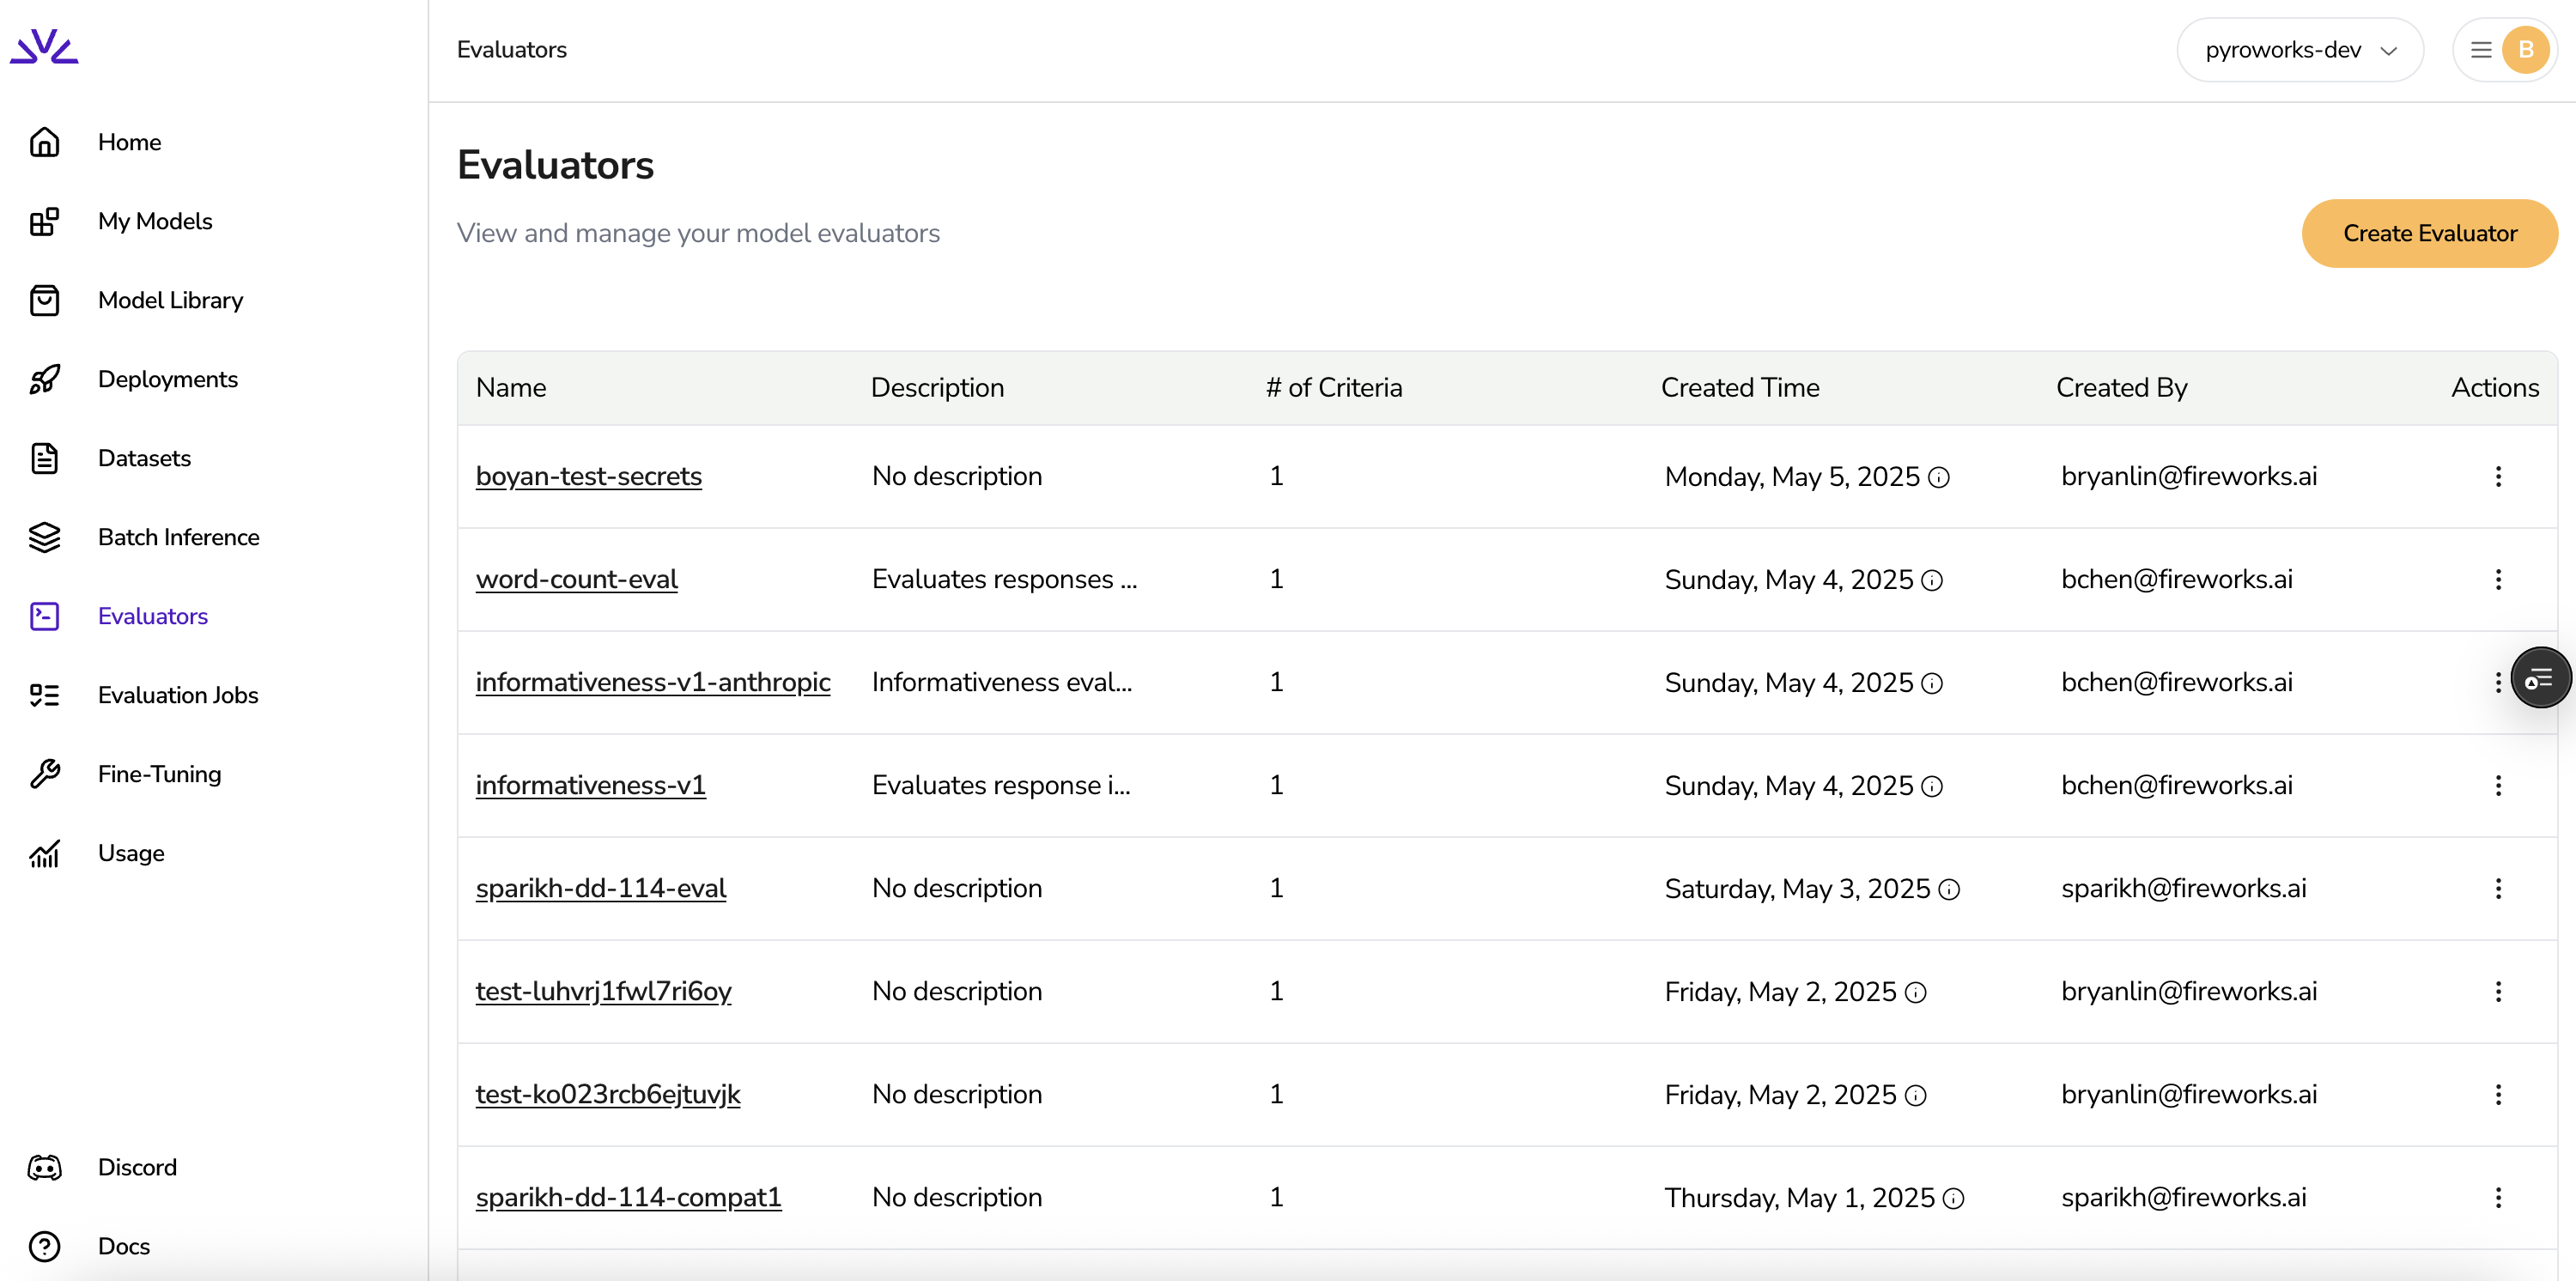 Evaluators
pyroworks-dev
B
Home
My Models
Model Library
Deployments
Datasets
Batch Inference
Evaluators
Evaluation Jobs
Fine-Tuning
Usage
Discord
Docs
Evaluators
View and manage your model evaluators
Create Evaluator
Name Description # of Criteria Created Time Created By Actions
boyan-test-secrets No description 1 Monday, May 5, 2025 bryanlin@fireworks.ai
word-count-eval Evaluates responses ... 1 Sunday, May 4, 2025 bchen@fireworks.ai
informativeness-v1-anthropic Informativeness eval... 1 Sunday, May 4, 2025 bchen@fireworks.ai
informativeness-v1 Evaluates response i... 1 Sunday, May 4, 2025 bchen@fireworks.ai
sparikh-dd-114-eval No description 1 Saturday, May 3, 2025 sparikh@fireworks.ai
test-luhvrj1fwl7ri6oy No description 1 Friday, May 2, 2025 bryanlin@fireworks.ai
test-ko023rcb6ejtuvjk No description 1 Friday, May 2, 2025 bryanlin@fireworks.ai
sparikh-dd-114-compat1 No description 1 Thursday, May 1, 2025 sparikh@fireworks.ai